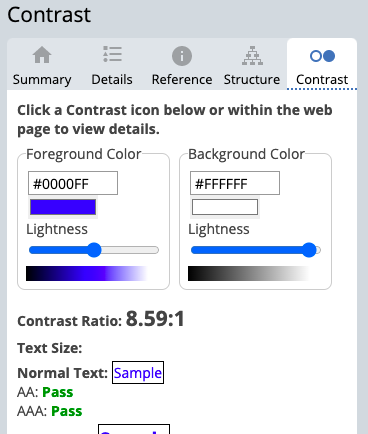 Contrast
Summary Details Reference Structure Contrast
Click a Contrast icon below or within the web
page to view details.
Foreground Color Background Color
#0000FF #FFFFFF
Lightness Lightness
Contrast Ratio: 8.59:1
Text Size:
Normal Text: Sample
AA: Pass
AAA: Pass